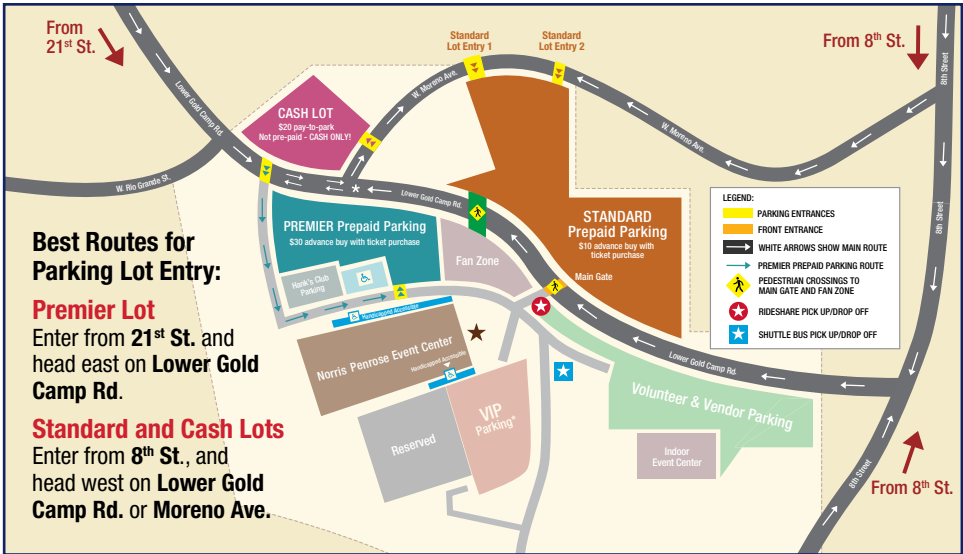 From
21st St.
Lower Gold Camp Rd.
W. Rio Grande St.
CASH LOT
$20 pay-to-park
Not pre-paid - CASH ONLY!
W. Moreno Ave.
Standard
Lot Entry 1
Standard
Lot Entry 2
From 8th St.
8th Street
W. Moreno Ave.
Lower Gold Camp Rd.
PREMIER Prepaid Parking
$30 advance buy with ticket purchase
Hank's Club
Parking
Fan Zone
STANDARD
Prepaid Parking
$10 advance buy with
ticket purchase
Main Gate
LEGEND:
PARKING ENTRANCES
FRONT ENTRANCE
WHITE ARROWS SHOW MAIN ROUTE
PREMIER PREPAID PARKING ROUTE
PEDESTRIAN CROSSINGS TO
MAIN GATE AND FAN ZONE
RIDESHARE PICK UP/DROP OFF
SHUTTLE BUS PICK UP/DROP OFF
8th Street
Best Routes for
Parking Lot Entry:
Premier Lot
Enter from 21st St. and
head east on Lower Gold
Camp Rd.
Standard and Cash Lots
Enter from 8th St., and
head west on Lower Gold
Camp Rd. or Moreno Ave.
Handicapped Accessible
Norris Penrose Event Center
Handicapped Accessible
Reserved
VIP
Parking*
Lower Gold Camp Rd.
Volunteer & Vendor Parking
Indoor
Event Center
8th Street
From 8th St.